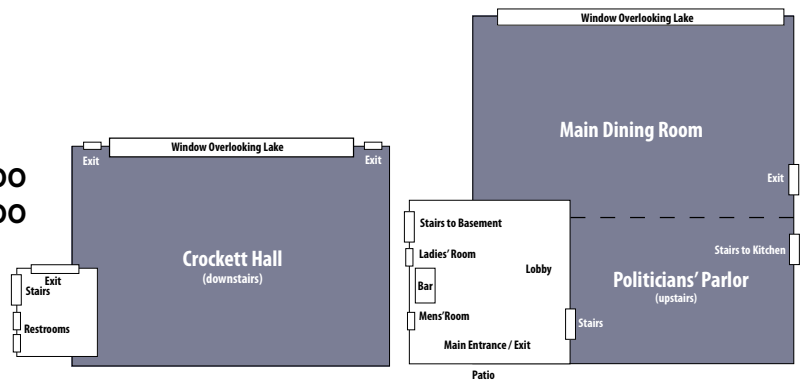 Window Overlooking Lake
Exit
Exit
Crockett Hall
(downstairs)
Exit
Stairs
Restrooms
Window Overlooking Lake
Main Dining Room
Exit
Stairs to Basement
Ladies' Room
Lobby
Bar
Mens'Room
Main Entrance / Exit
Stairs to Kitchen
Politicians' Parlor
(upstairs)
Stairs
Patio